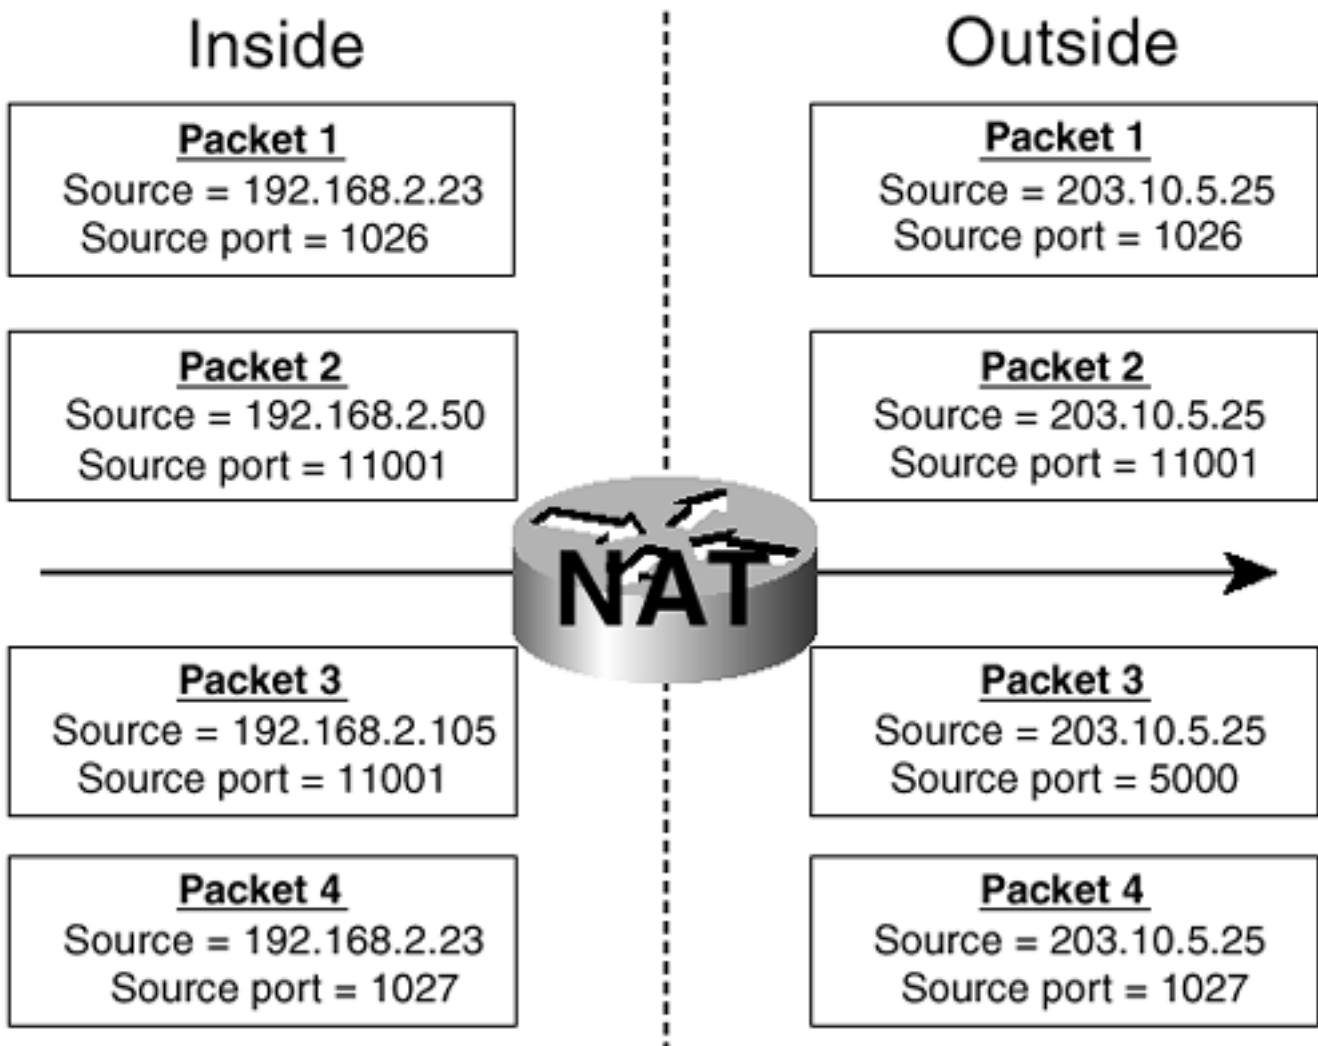 Inside
Outside
Packet 1
Source = 192.168.2.23
Source port = 1026
Packet 1
Source = 203.10.5.25
Source port = 1026
Packet 2
Source = 192.168.2.50
Source port = 11001
Packet 2
Source = 203.10.5.25
Source port = 11001
NAT
Packet 3
Source = 192.168.2.105
Source port = 11001
Packet 3
Source = 203.10.5.25
Source port = 5000
Packet 4
Source = 192.168.2.23
Source port = 1027
Packet 4
Source = 203.10.5.25
Source port = 1027